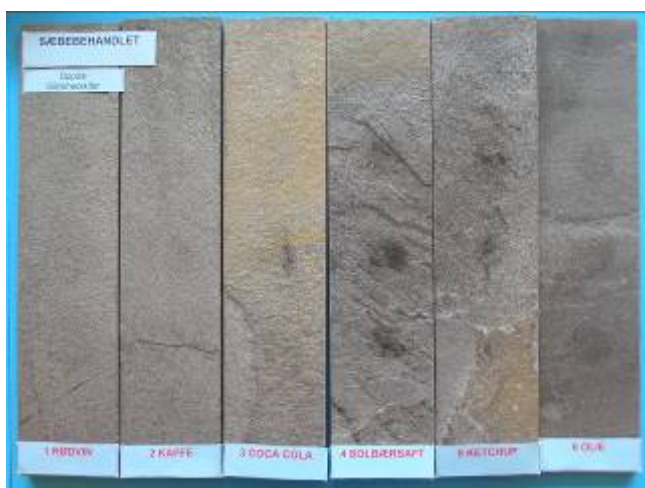 SÆBEBEHANDLET
1 RØDVIN
2 KAFFE
3 COCA COLA
4 SOLBÆRSAFT
5 KETCHUP
6 OLIE